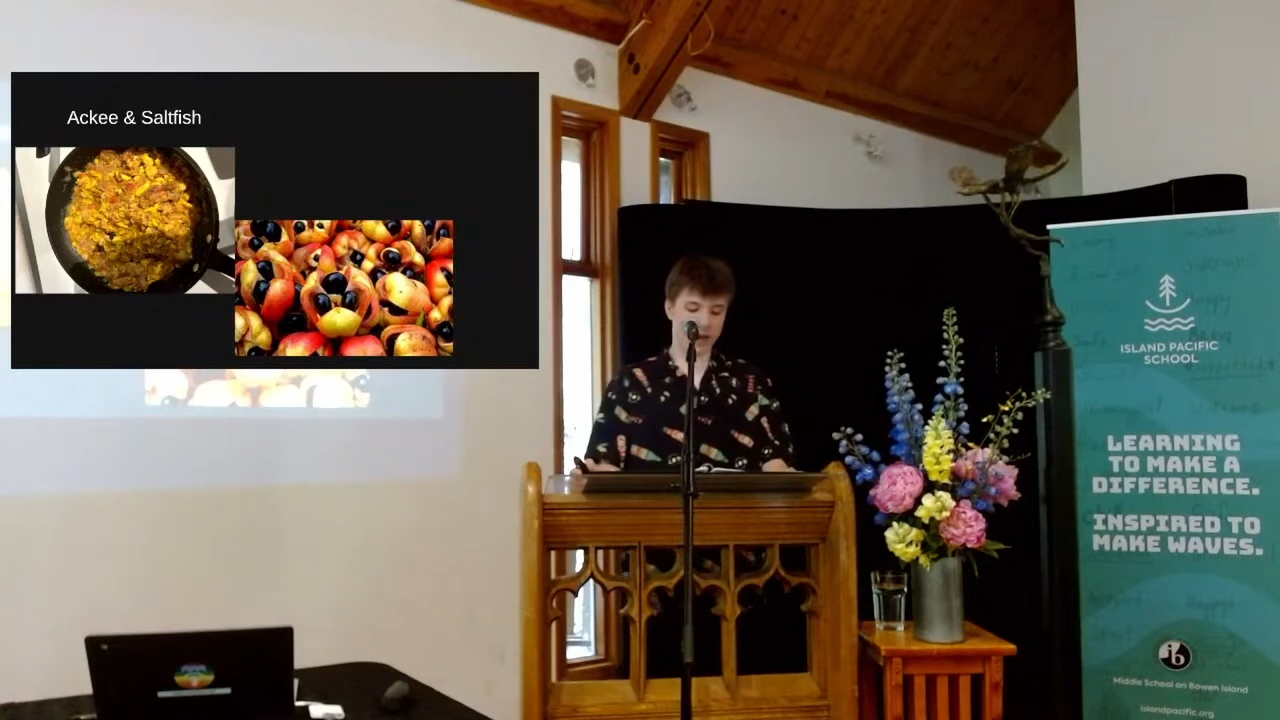 Ackee & Saltfish
ISLAND PACIFIC
SCHOOL
LEARNING
TO MAKE A
DIFFERENCE.
INSPIRED TO
MAKE WAVES.
ib
Middle School on Bowen Island
islandpacific.org